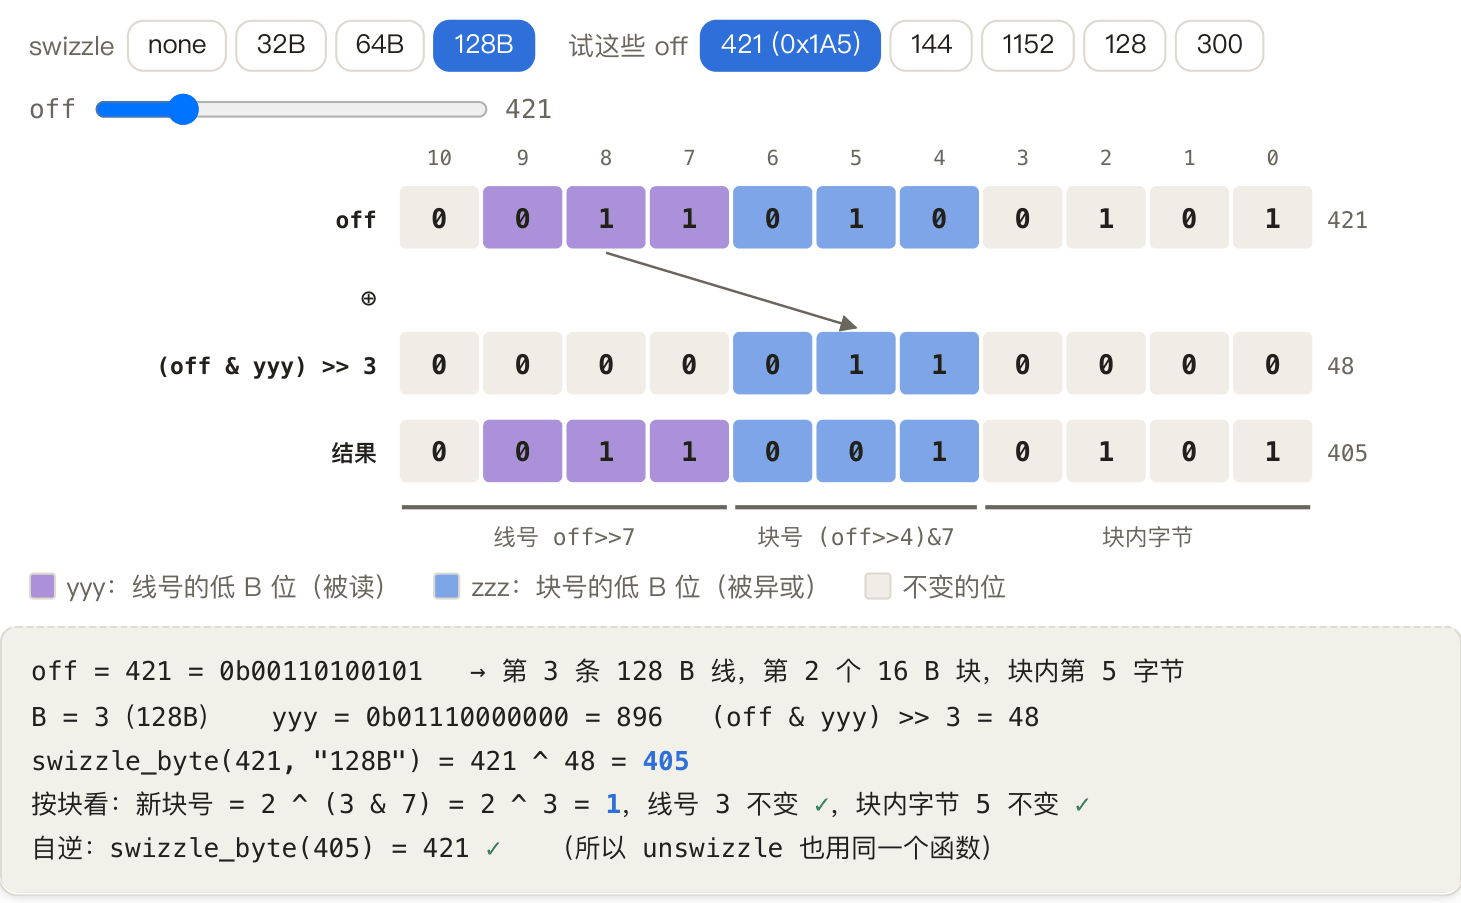 swizzle none 32B 64B 128B 试这些 off 421 (0x1A5) 144 1152 128 300
off 421
10 9 8 7 6 5 4 3 2 1 0
off 0 0 1 1 0 1 0 0 1 0 1 421
⊕
(off & yyy) >> 3 0 0 0 0 0 1 1 0 0 0 0 48
结果 0 0 1 1 0 0 1 0 1 0 1 405
线号 off>>7 块号 (off>>4)&7 块内字节
yyy：线号的低 B 位（被读） zzz：块号的低 B 位（被异或） 不变的位
off = 421 = 0b00110100101 → 第 3 条 128 B 线，第 2 个 16 B 块，块内第 5 字节
B = 3（128B） yyy = 0b01110000000 = 896 (off & yyy) >> 3 = 48
swizzle_byte(421, "128B") = 421 ^ 48 = 405
按块看：新块号 = 2 ^ (3 & 7) = 2 ^ 3 = 1，线号 3 不变 ✓，块内字节 5 不变 ✓
自逆：swizzle_byte(405) = 421 ✓ （所以 unswizzle 也用同一个函数）